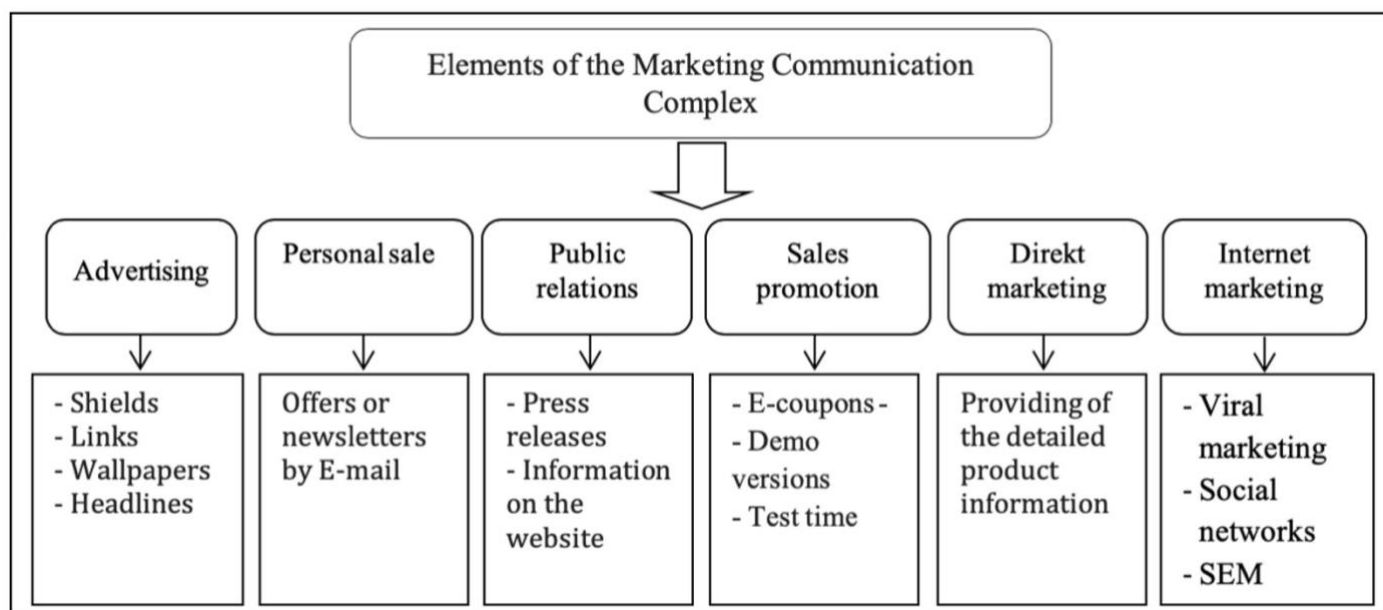 Elements of the Marketing Communication
Complex
Advertising
Personal sale
Public
relations
Sales
promotion
Direkt
marketing
Internet
marketing
- Shields
- Links
- Wallpapers
- Headlines
Offers or
newsletters
by E-mail
- Press
releases
- Information
on the
website
- E-coupons -
- Demo
versions
- Test time
Providing of
the detailed
product
information
- Viral
marketing
- Social
networks
- SEM